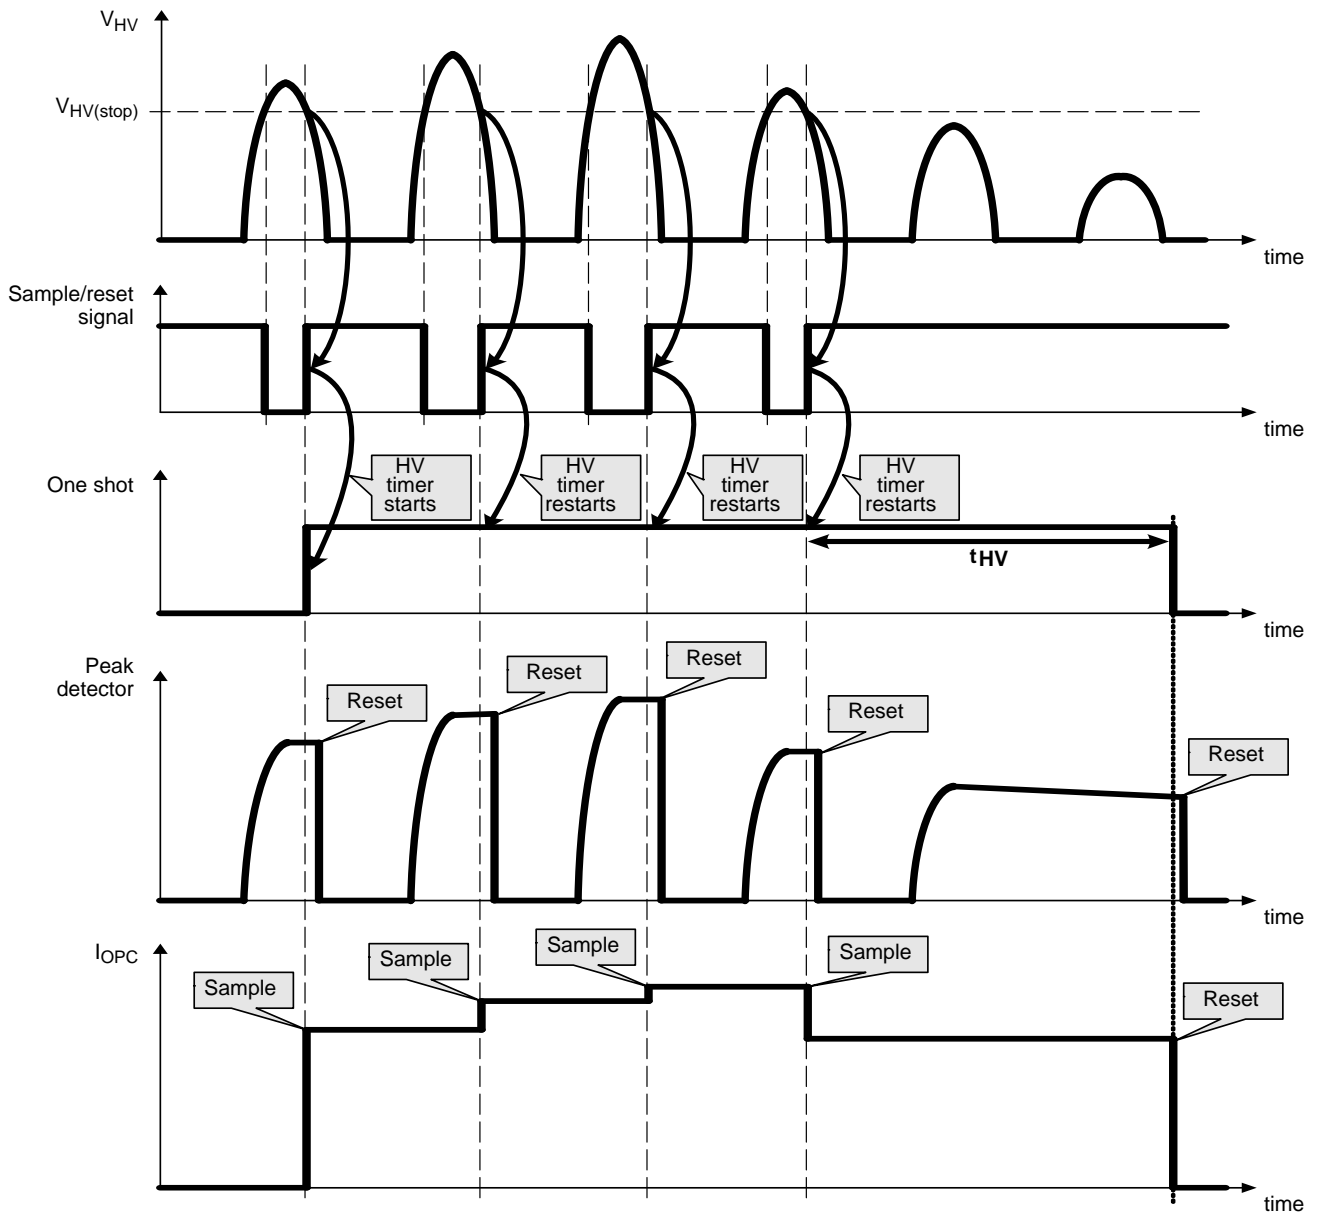 VHV
VHV(stop)
time
Sample/reset
signal
time
One shot
HV
timer
starts
HV
timer
restarts
HV
timer
restarts
HV
timer
restarts
tHV
time
Peak
detector
Reset
Reset
Reset
Reset
Reset
time
IOPC
Sample
Sample
Sample
Sample
Reset
time